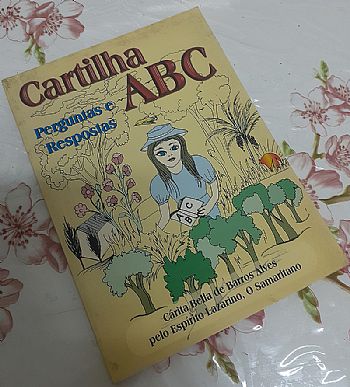 Cartilha
ABC
Perguntas e
Respostas
A B C
Cárita Bella de Barros Alves
pelo Espírito Lazarino, O Samaritano